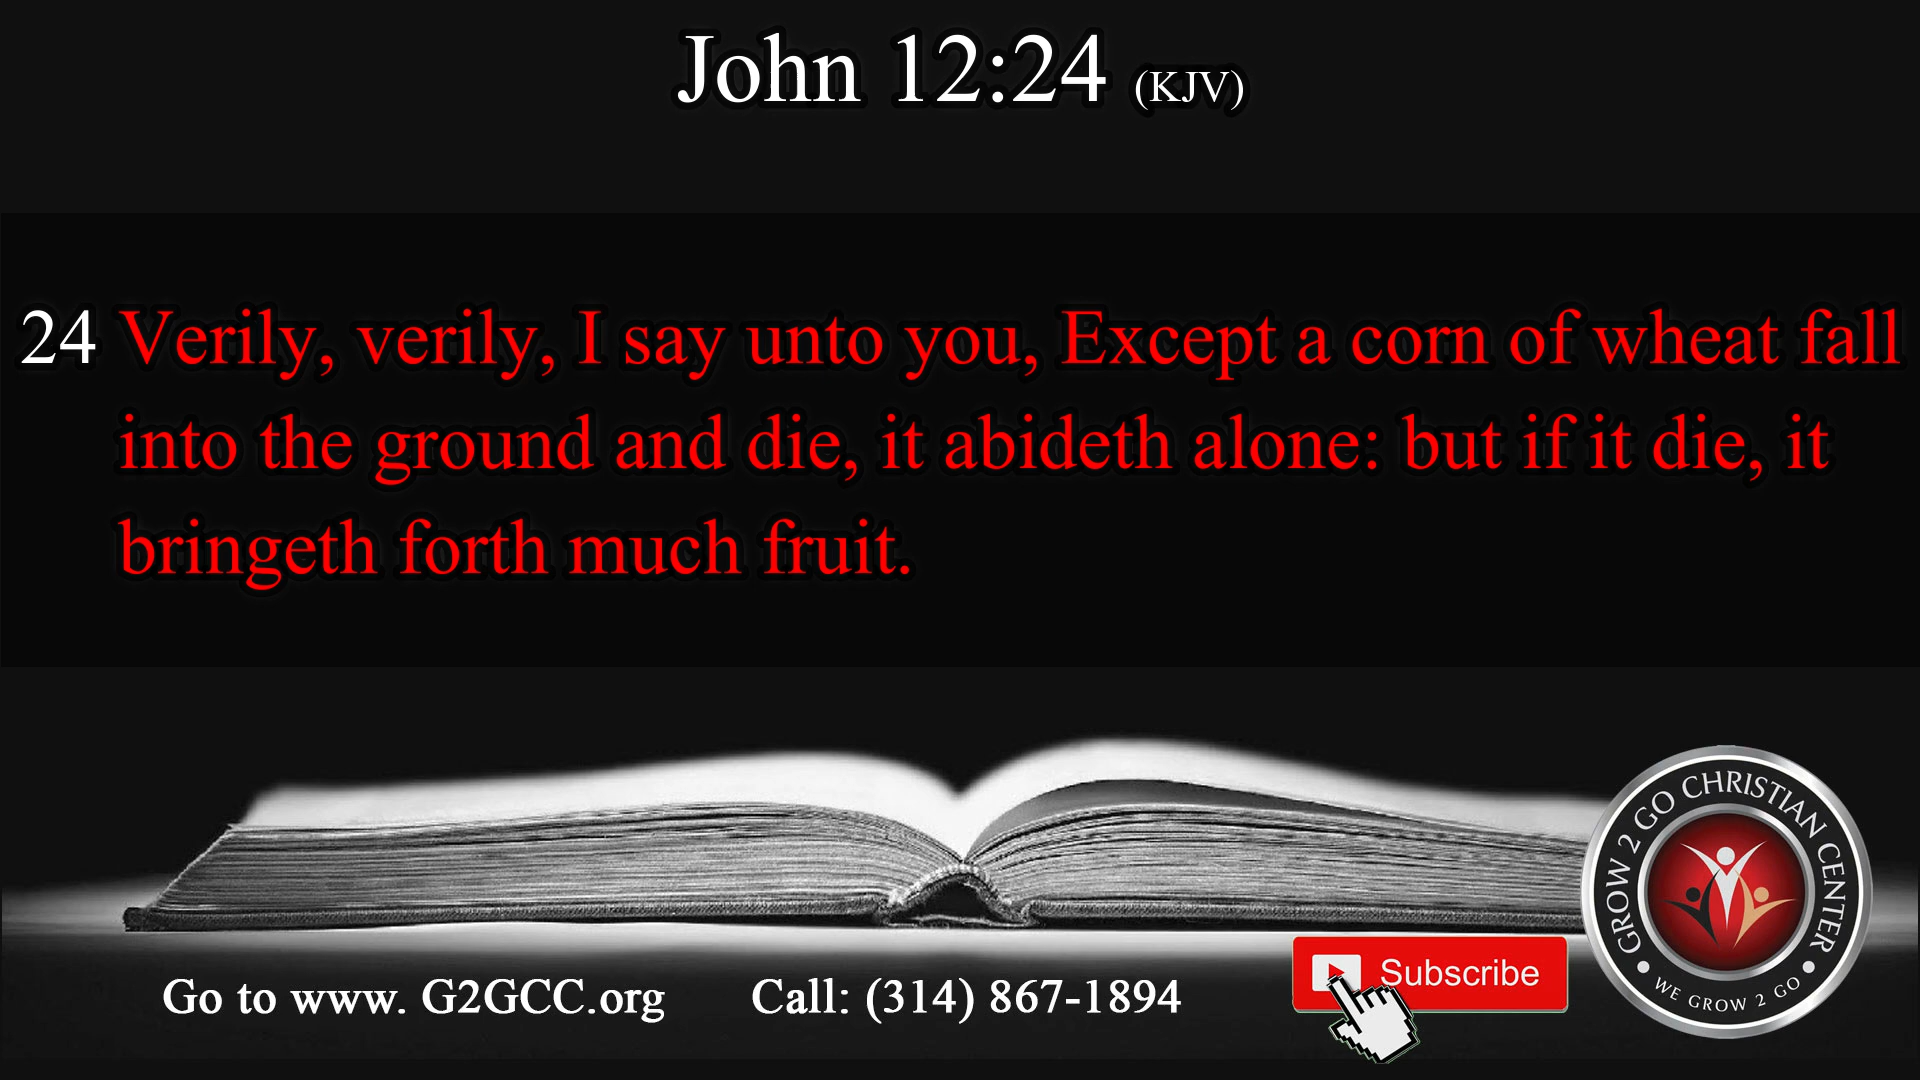 John 12:24 (KJV)
24 Verily, verily, I say unto you, Except a corn of wheat fall
into the ground and die, it abideth alone: but if it die, it
bringeth forth much fruit.
GROW 2 GO CHRISTIAN CENTER
WE GROW 2 GO
Subscribe
Go to www. G2GCC.org Call: (314) 867-1894